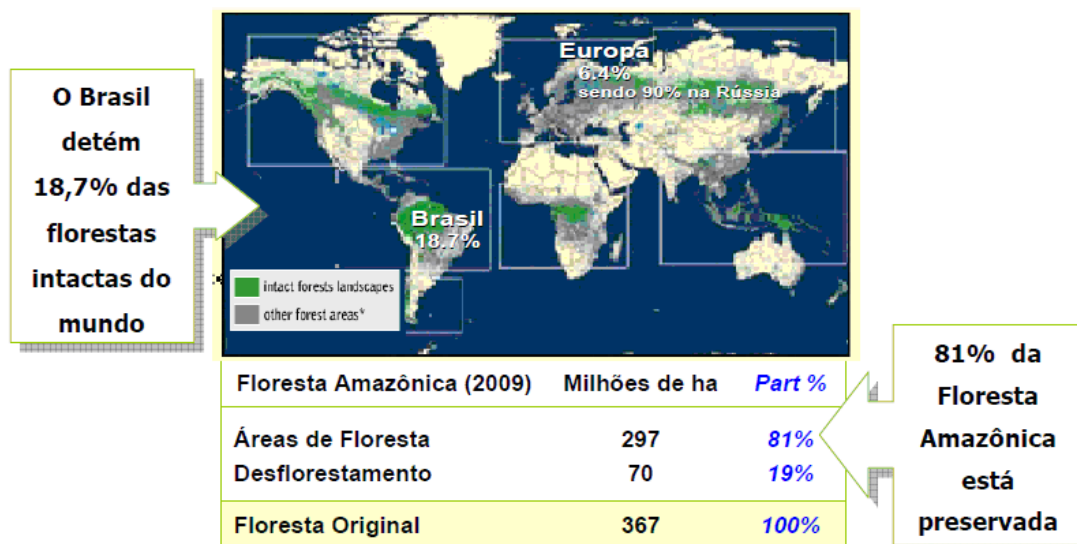 O Brasil
detém
18,7% das
florestas
intactas do
mundo
Europa
6.4%
sendo 90% na Rússia
Brasil
18.7%
intact forests landscapes
other forest areas*
Floresta Amazônica (2009) Milhões de ha Part %
Áreas de Floresta 297 81%
Desflorestamento 70 19%
Floresta Original 367 100%
81% da
Floresta
Amazônica
está
preservada